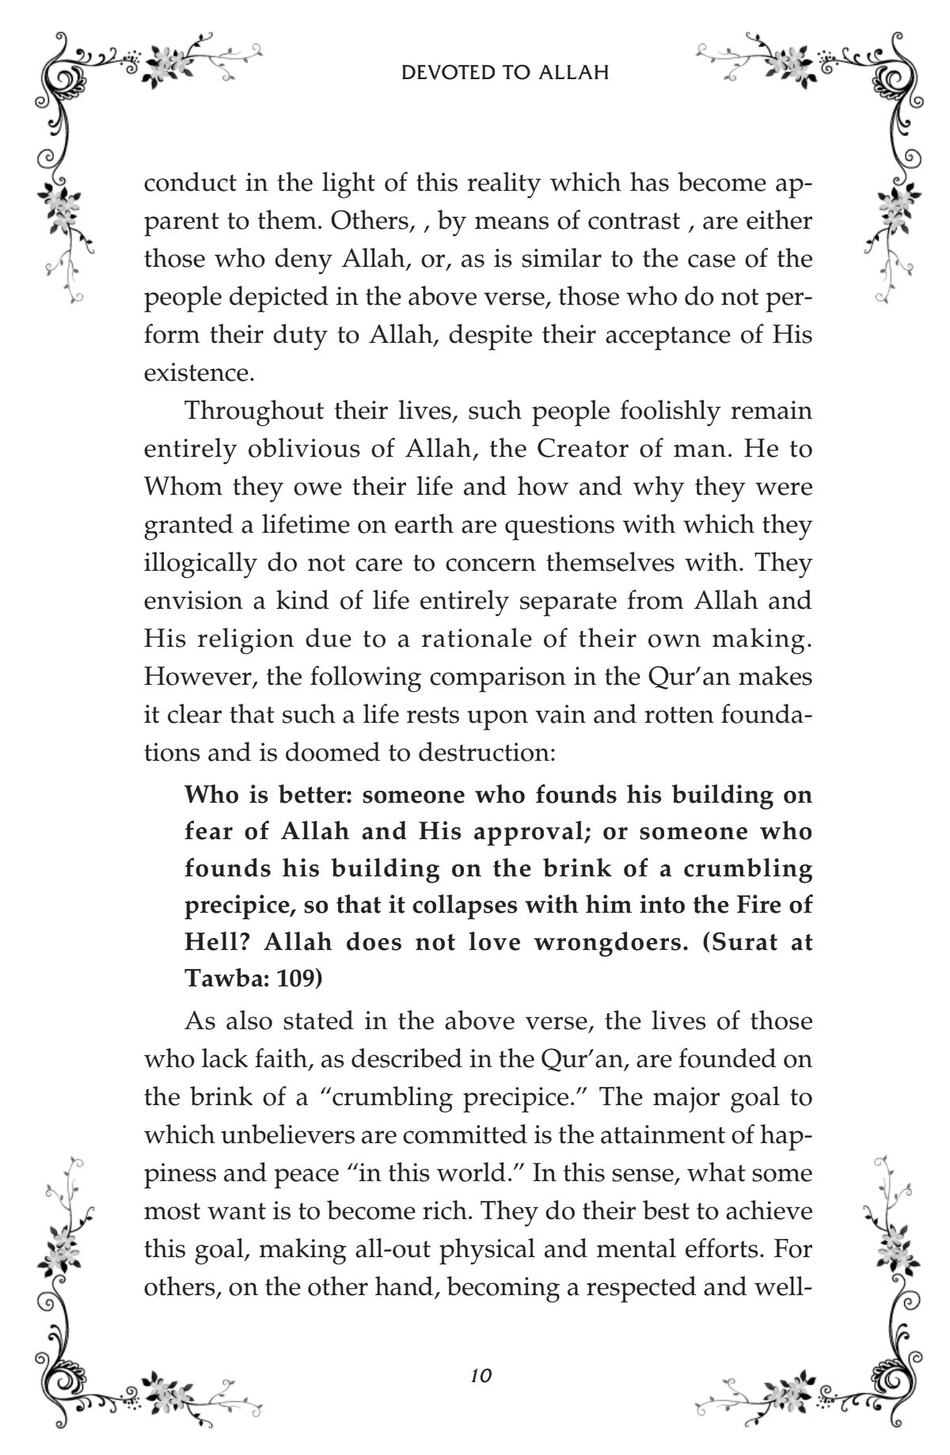 DEVOTED TO ALLAH
conduct in the light of this reality which has become ap-
parent to them. Others, , by means of contrast , are either
those who deny Allah, or, as is similar to the case of the
people depicted in the above verse, those who do not per-
form their duty to Allah, despite their acceptance of His
existence.
Throughout their lives, such people foolishly remain
entirely oblivious of Allah, the Creator of man. He to
Whom they owe their life and how and why they were
granted a lifetime on earth are questions with which they
illogically do not care to concern themselves with. They
envision a kind of life entirely separate from Allah and
His religion due to a rationale of their own making.
However, the following comparison in the Qur’an makes
it clear that such a life rests upon vain and rotten founda-
tions and is doomed to destruction:
Who is better: someone who founds his building on
fear of Allah and His approval; or someone who
founds his building on the brink of a crumbling
precipice, so that it collapses with him into the Fire of
Hell? Allah does not love wrongdoers. (Surat at
Tawba: 109)
As also stated in the above verse, the lives of those
who lack faith, as described in the Qur’an, are founded on
the brink of a “crumbling precipice.” The major goal to
which unbelievers are committed is the attainment of hap-
piness and peace “in this world.” In this sense, what some
most want is to become rich. They do their best to achieve
this goal, making all-out physical and mental efforts. For
others, on the other hand, becoming a respected and well-
10